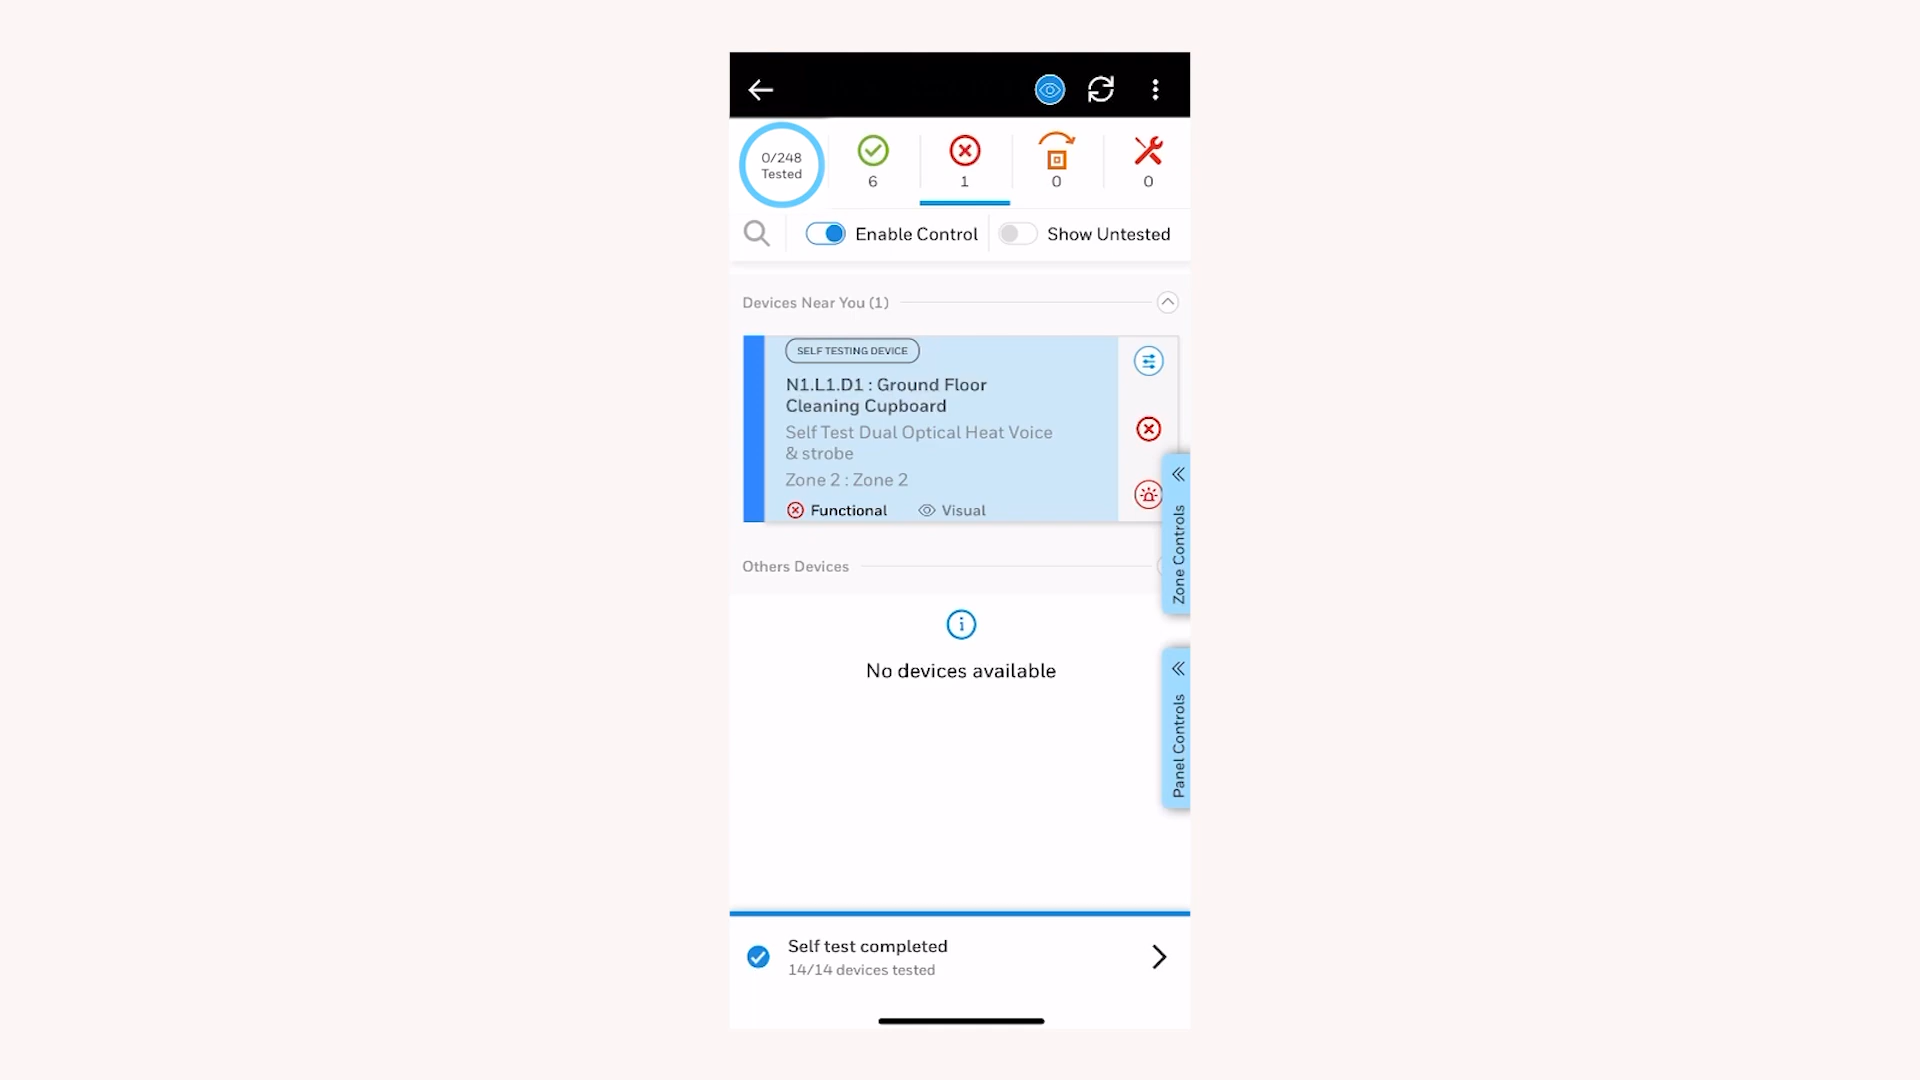 0/248
Tested
6
1
0
0
Enable Control
Show Untested
Devices Near You (1)
SELF TESTING DEVICE
N1.L1.D1 : Ground Floor
Cleaning Cupboard
Self Test Dual Optical Heat Voice
& strobe
Zone 2 : Zone 2
Functional
Visual
Zone Controls
Others Devices
No devices available
Panel Controls
Self test completed
14/14 devices tested